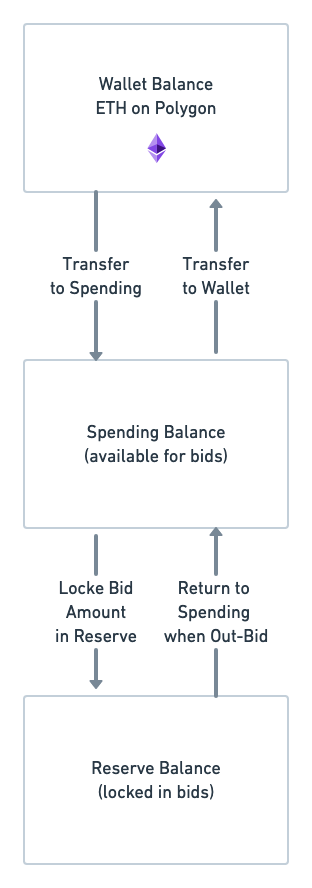 Wallet Balance
ETH on Polygon
Transfer
to Spending
Transfer
to Wallet
Spending Balance
(available for bids)
Locke Bid
Amount
in Reserve
Return to
Spending
when Out-Bid
Reserve Balance
(locked in bids)